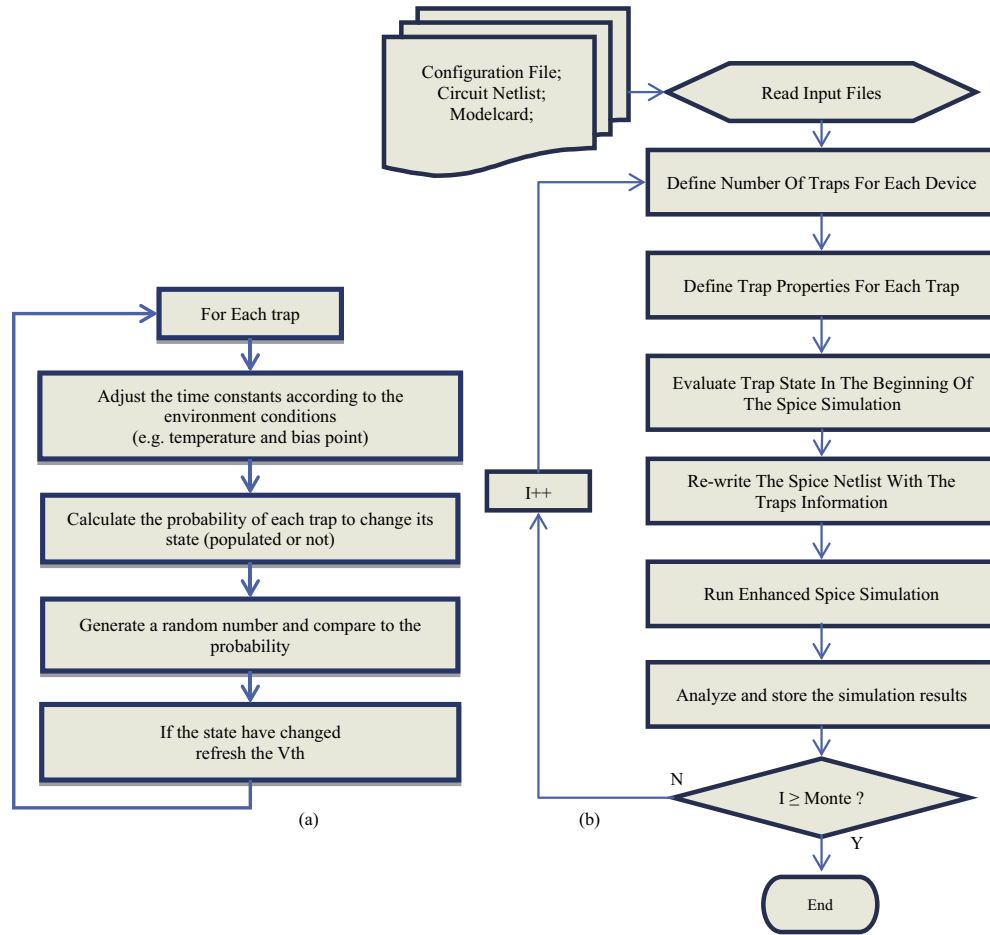 For Each trap
Adjust the time constants according to the
environment conditions
(e.g. temperature and bias point)
Calculate the probability of each trap to change its
state (populated or not)
Generate a random number and compare to the
probability
If the state have changed
refresh the Vth
(a)
Configuration File;
Circuit Netlist;
Modelcard;
Read Input Files
Define Number Of Traps For Each Device
Define Trap Properties For Each Trap
Evaluate Trap State In The Beginning Of
The Spice Simulation
Re-write The Spice Netlist With The
Traps Information
Run Enhanced Spice Simulation
Analyze and store the simulation results
I ≥ Monte ?
N
I++
Y
End
(b)